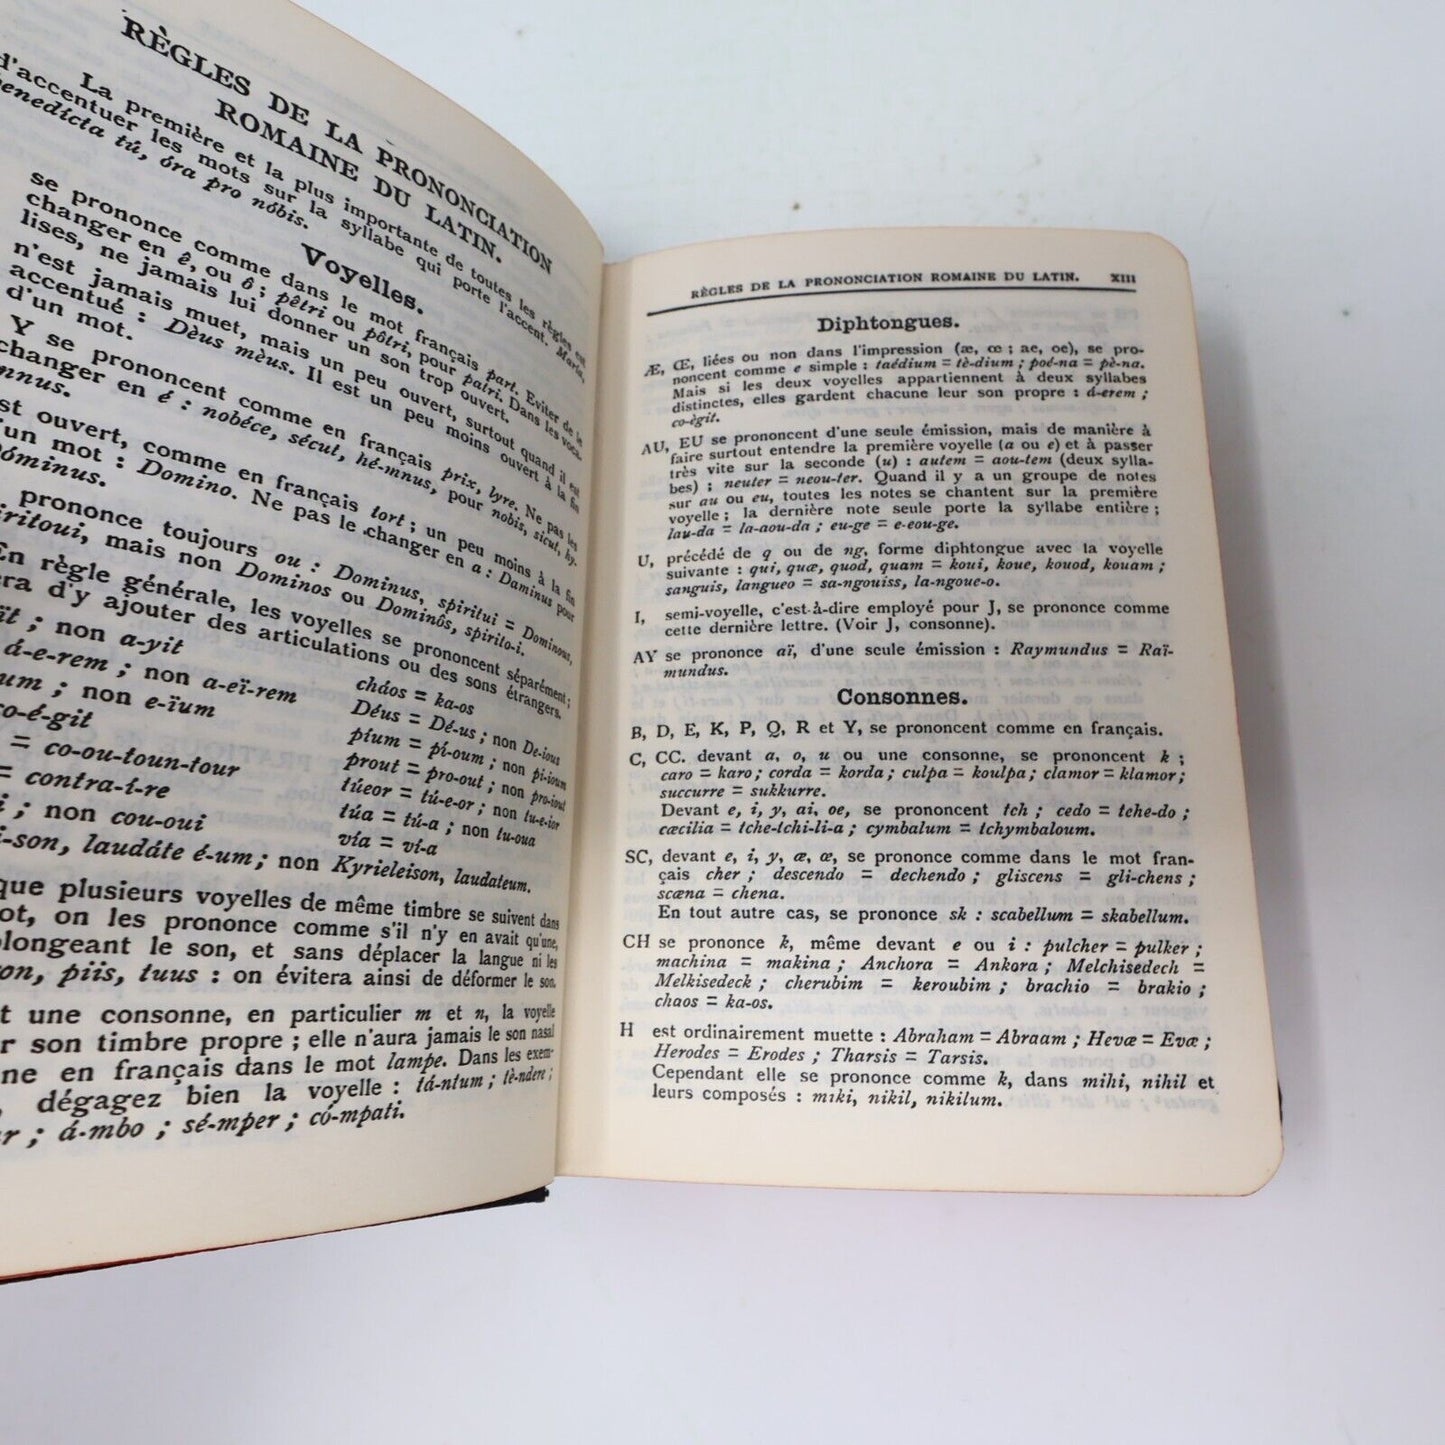 RÈGLES DE LA PRONONCIATION
ROMAINE DU LATIN.
La première et la plus importante de toutes les règles est
d'accentuer les mots sur la syllabe qui porte l'accent. María,
benedícta tú, óra pro nóbis.
Voyelles.
se prononce comme dans le mot français part. Eviter de le
changer en ê, ou ô ; pêtri ou pôtri, pour patri. Dans les voca-
lises, ne jamais lui donner un son trop ouvert.
n'est jamais muet, mais un peu ouvert, surtout quand il est
accentué : Dèus mèus. Il est un peu moins ouvert à la fin
d'un mot.
Y se prononcent comme en français prix, lyre. Ne pas les
changer en é : nobéce, sécut, hé-mnus, pour nobis, sicut, hy-
mnus.
est ouvert, comme en français tort ; un peu moins à la fin
d'un mot : Domino. Ne pas le changer en a : Daminus pour
Dóminus.
prononce toujours ou : Dominus, spiritui = Dominous,
spiritoui, mais non Dominos ou Dominôs, spirito-i.
En règle générale, les voyelles se prononcent séparément ;
d'y ajouter des articulations ou des sons étrangers.
; non a-yit
á-e-rem ; non a-eï-rem
; non e-ïum
co-é-git
= co-ou-toun-tour
= contra-í-re
; non cou-oui
cháos = ka-os
Déus = Dé-us ; non De-ious
píum = pí-oum ; non pi-ioum
prout = pro-out ; non pro-iout
túeor = tú-e-or ; non tu-e-ior
túa = tú-a ; non tu-oua
vía = ví-a
laudáte é-um ; non Kyrieleison, laudateum.
que plusieurs voyelles de même timbre se suivent dans
mot, on les prononce comme s'il n'y en avait qu'une,
prolongeant le son, et sans déplacer la langue ni les
piis, tuus : on évitera ainsi de déformer le son.
une consonne, en particulier m et n, la voyelle
son timbre propre ; elle n'aura jamais le son nasal
en français dans le mot lampe. Dans les exem-
dégagez bien la voyelle : tá-ntum ; tè-ndere ;
; á-mbo ; sé-mper ; có-mpati.
RÈGLES DE LA PRONONCIATION ROMAINE DU LATIN. XIII
Diphtongues.
Æ, Œ, liées ou non dans l'impression (æ, œ ; ae, oe), se pro-
noncent comme e simple : taédium = tè-dium ; poé-na = pè-na.
Mais si les deux voyelles appartiennent à deux syllabes
distinctes, elles gardent chacune leur son propre : á-erem ;
co-ègit.
AU, EU se prononcent d'une seule émission, mais de manière à
faire surtout entendre la première voyelle (a ou e) et à passer
très vite sur la seconde (u) : autem = aou-tem (deux sylla-
bes) ; neuter = neou-ter. Quand il y a un groupe de notes
sur au ou eu, toutes les notes se chantent sur la première
voyelle ; la dernière note seule porte la syllabe entière ;
lau-da = la-aou-da ; eu-ge = e-eou-ge.
U, précédé de q ou de ng, forme diphtongue avec la voyelle
suivante : qui, quæ, quod, quam = koui, koue, kouod, kouam ;
sanguis, langueo = sa-ngouiss, la-ngoue-o.
I, semi-voyelle, c'est-à-dire employé pour J, se prononce comme
cette dernière lettre. (Voir J, consonne).
AY se prononce aï, d'une seule émission : Raymundus = Raï-
mundus.
Consonnes.
B, D, E, K, P, Q, R et Y, se prononcent comme en français.
C, CC. devant a, o, u ou une consonne, se prononcent k ;
caro = karo ; corda = korda ; culpa = koulpa ; clamor = klamor ;
succurre = sukkurre.
Devant e, i, y, ai, oe, se prononcent tch ; cedo = tche-do ;
cæcilia = tche-tchi-li-a ; cymbalum = tchymbaloum.
SC, devant e, i, y, æ, œ, se prononce comme dans le mot fran-
çais cher ; descendo = dechendo ; gliscens = gli-chens ;
scæna = chena.
En tout autre cas, se prononce sk : scabellum = skabellum.
CH se prononce k, même devant e ou i : pulcher = pulker ;
machina = makina ; Anchora = Ankora ; Melchisedech =
Melkisedeck ; cherubim = keroubim ; brachio = brakio ;
chaos = ka-os.
H est ordinairement muette : Abraham = Abraam ; Hevæ = Evæ ;
Herodes = Erodes ; Tharsis = Tarsis.
Cependant elle se prononce comme k, dans mihi, nihil et
leurs composés : miki, nikil, nikilum.